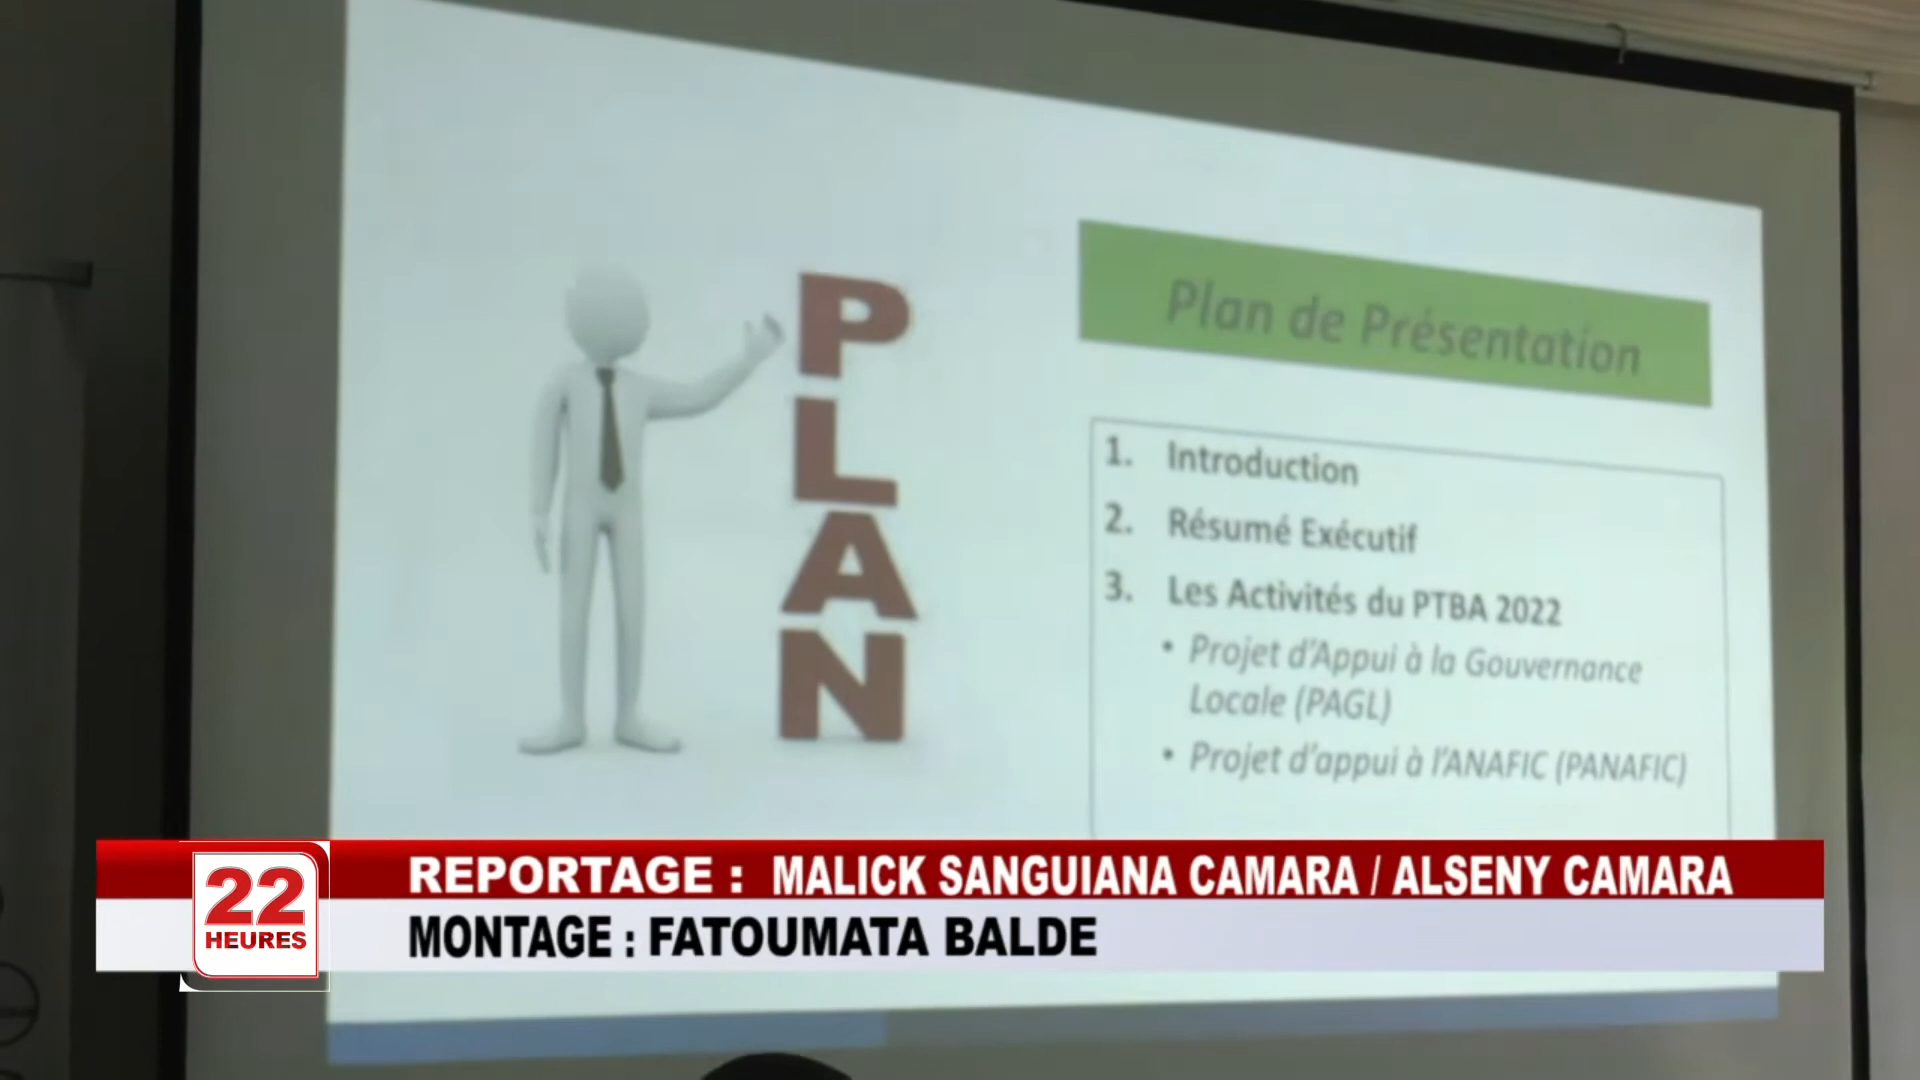 PLAN
Plan de Présentation
1. Introduction
2. Résumé Exécutif
3. Les Activités du PTBA 2022
• Projet d'Appui à la Gouvernance
Locale (PAGL)
• Projet d'appui à l'ANAFIC (PANAFIC)
22
HEURES
REPORTAGE : MALICK SANGUIANA CAMARA / ALSENY CAMARA
MONTAGE : FATOUMATA BALDE